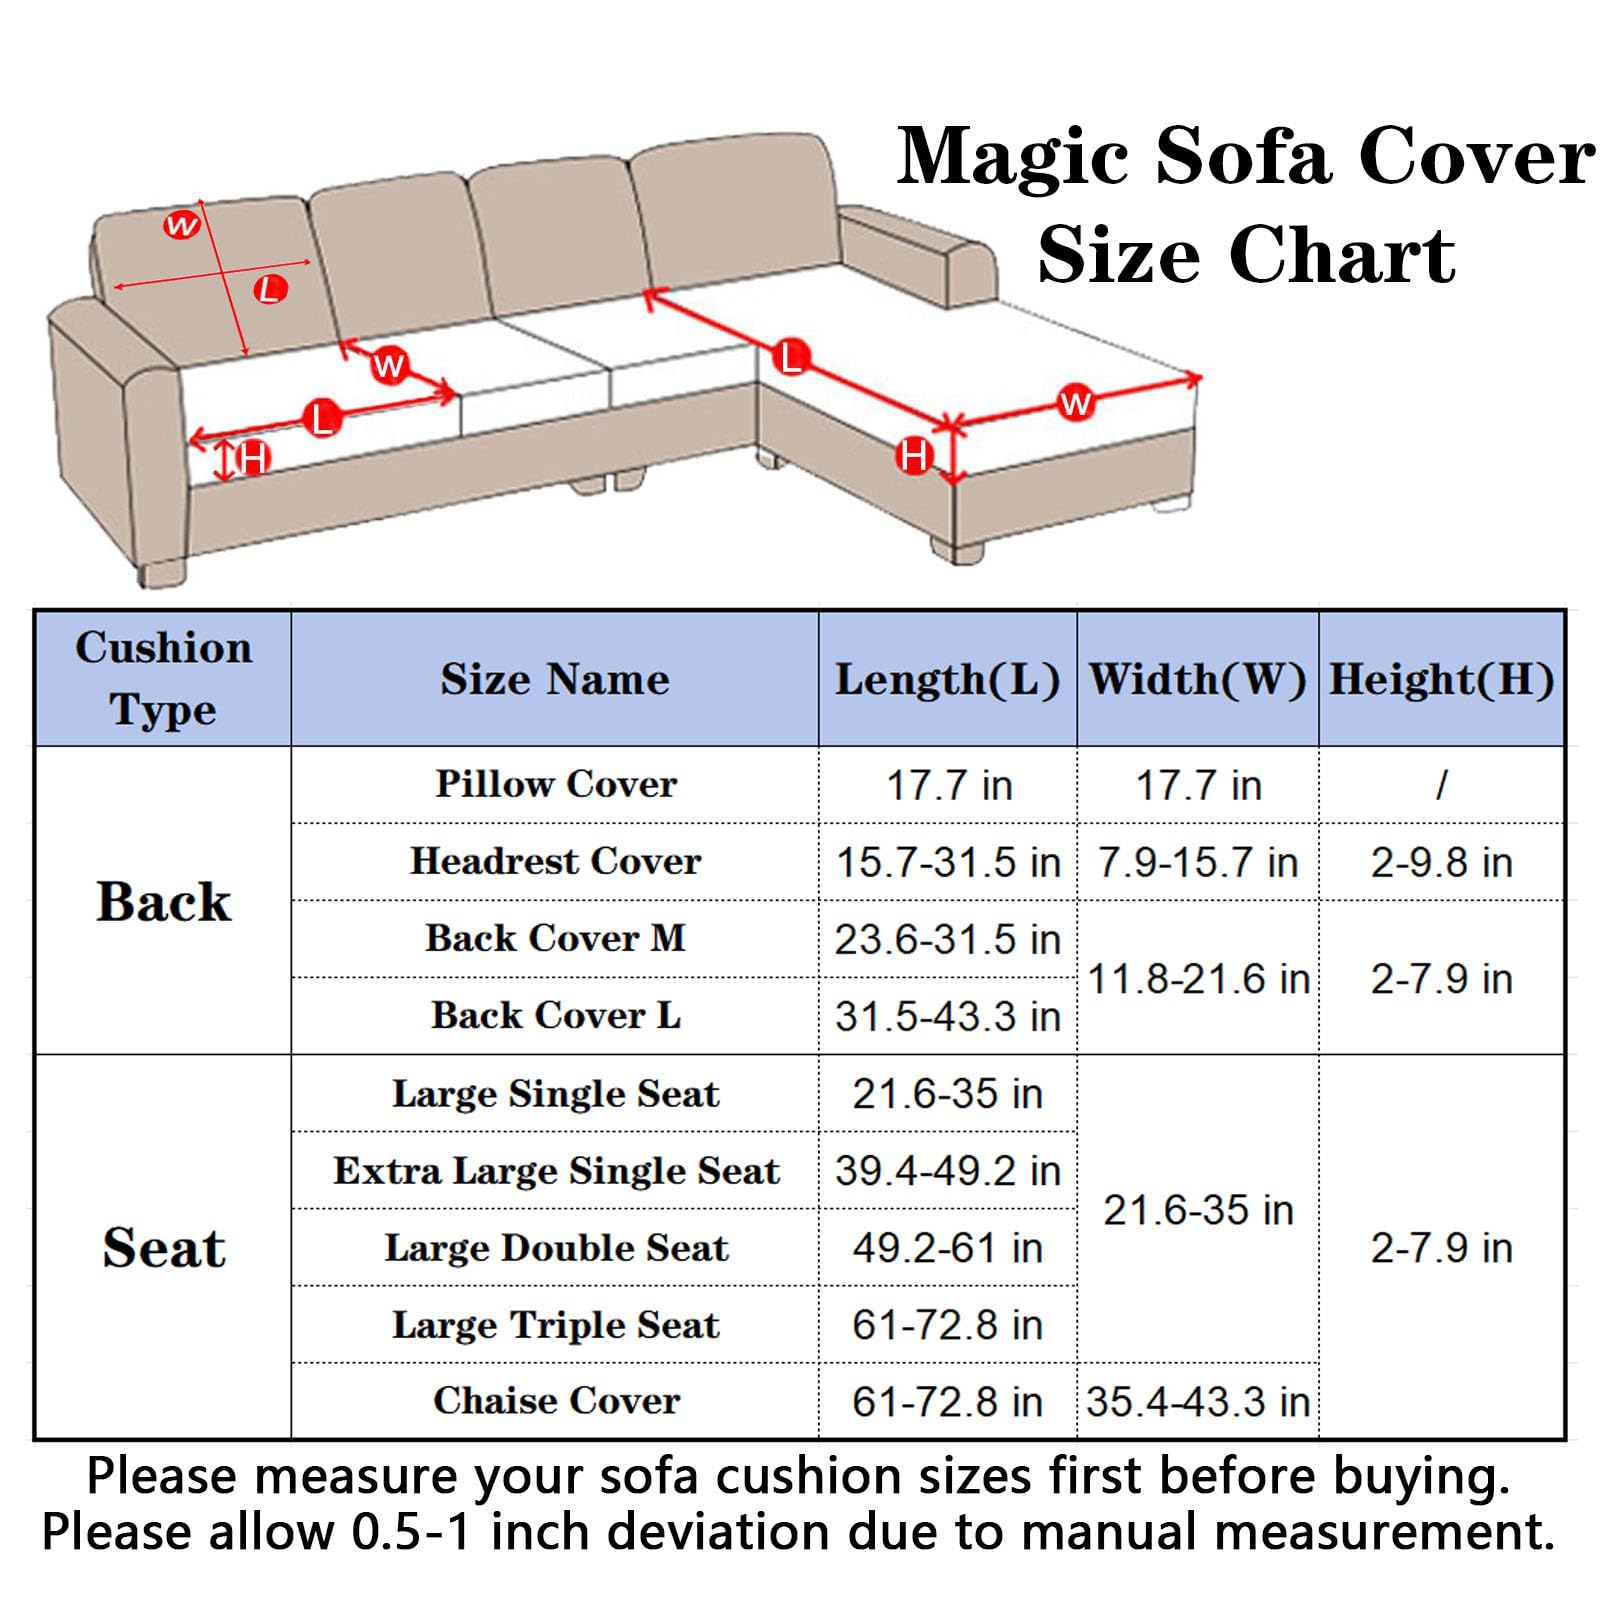 Magic Sofa Cover
Size Chart
W
L
W
L
H
L
W
H
Cushion Type Size Name Length(L) Width(W) Height(H)
Back
Pillow Cover 17.7 in 17.7 in /
Headrest Cover 15.7-31.5 in 7.9-15.7 in 2-9.8 in
Back Cover M 23.6-31.5 in 11.8-21.6 in 2-7.9 in
Back Cover L 31.5-43.3 in
Seat
Large Single Seat 21.6-35 in 21.6-35 in 2-7.9 in
Extra Large Single Seat 39.4-49.2 in
Large Double Seat 49.2-61 in
Large Triple Seat 61-72.8 in
Chaise Cover 61-72.8 in 35.4-43.3 in
Please measure your sofa cushion sizes first before buying.
Please allow 0.5-1 inch deviation due to manual measurement.